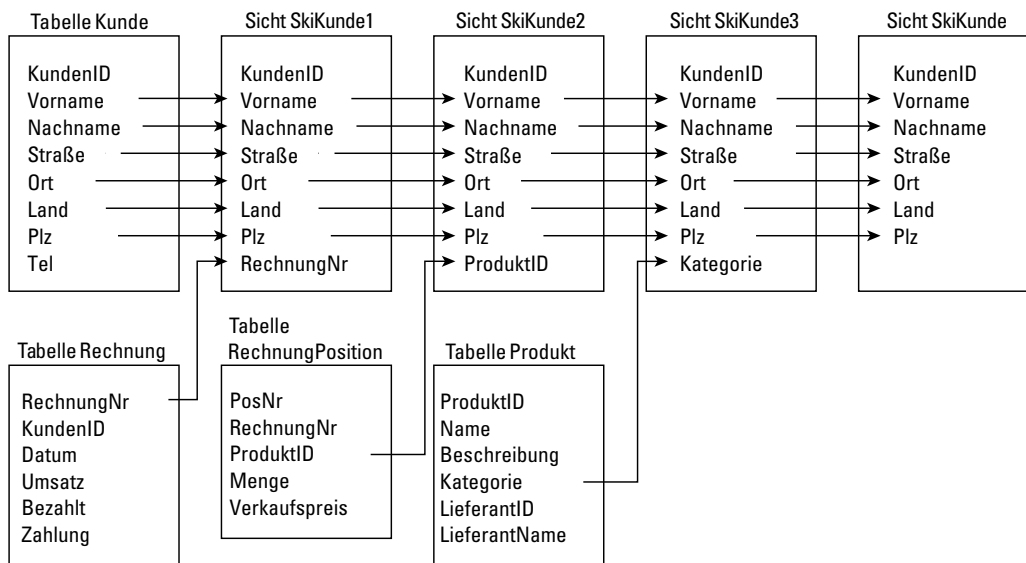 Tabelle Kunde
KundenID
Vorname
Nachname
Straße
Ort
Land
Plz
Tel
Sicht SkiKunde1
KundenID
Vorname
Nachname
Straße
Ort
Land
Plz
RechnungNr
Sicht SkiKunde2
KundenID
Vorname
Nachname
Straße
Ort
Land
Plz
ProduktID
Sicht SkiKunde3
KundenID
Vorname
Nachname
Straße
Ort
Land
Plz
Kategorie
Sicht SkiKunde
KundenID
Vorname
Nachname
Straße
Ort
Land
Plz
Tabelle Rechnung
RechnungNr
KundenID
Datum
Umsatz
Bezahlt
Zahlung
Tabelle
RechnungPosition
PosNr
RechnungNr
ProduktID
Menge
Verkaufspreis
Tabelle Produkt
ProduktID
Name
Beschreibung
Kategorie
LieferantID
LieferantName